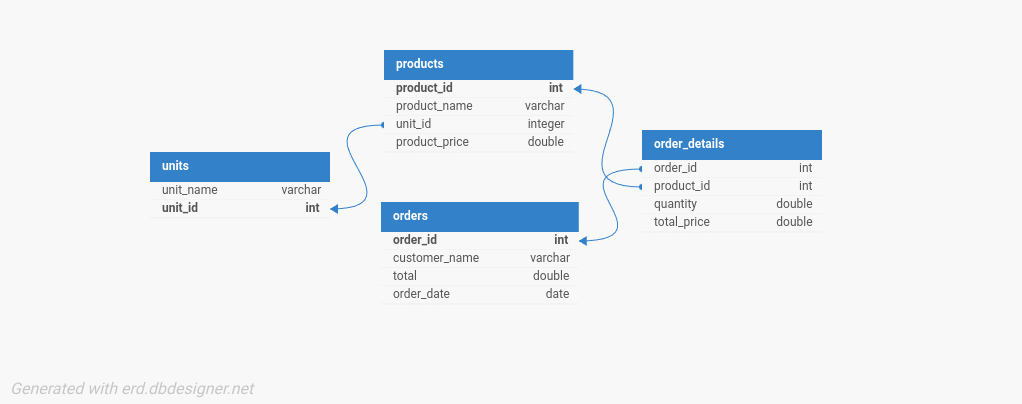 products
product_id int
product_name varchar
unit_id integer
product_price double
order_details
order_id int
product_id int
quantity double
total_price double
units
unit_name varchar
unit_id int
orders
order_id int
customer_name varchar
total double
order_date date
Generated with erd.dbdesigner.net